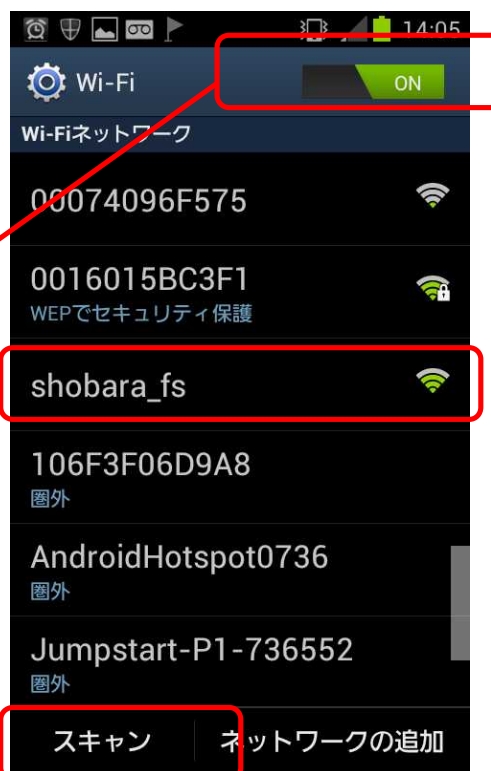 14:05
Wi-Fi
ON
Wi-Fiネットワーク
00074096F575
0016015BC3F1
WEPでセキュリティ保護
shobara_fs
106F3F06D9A8
圏外
AndroidHotspot0736
圏外
Jumpstart-P1-736552
圏外
スキャン ネットワークの追加